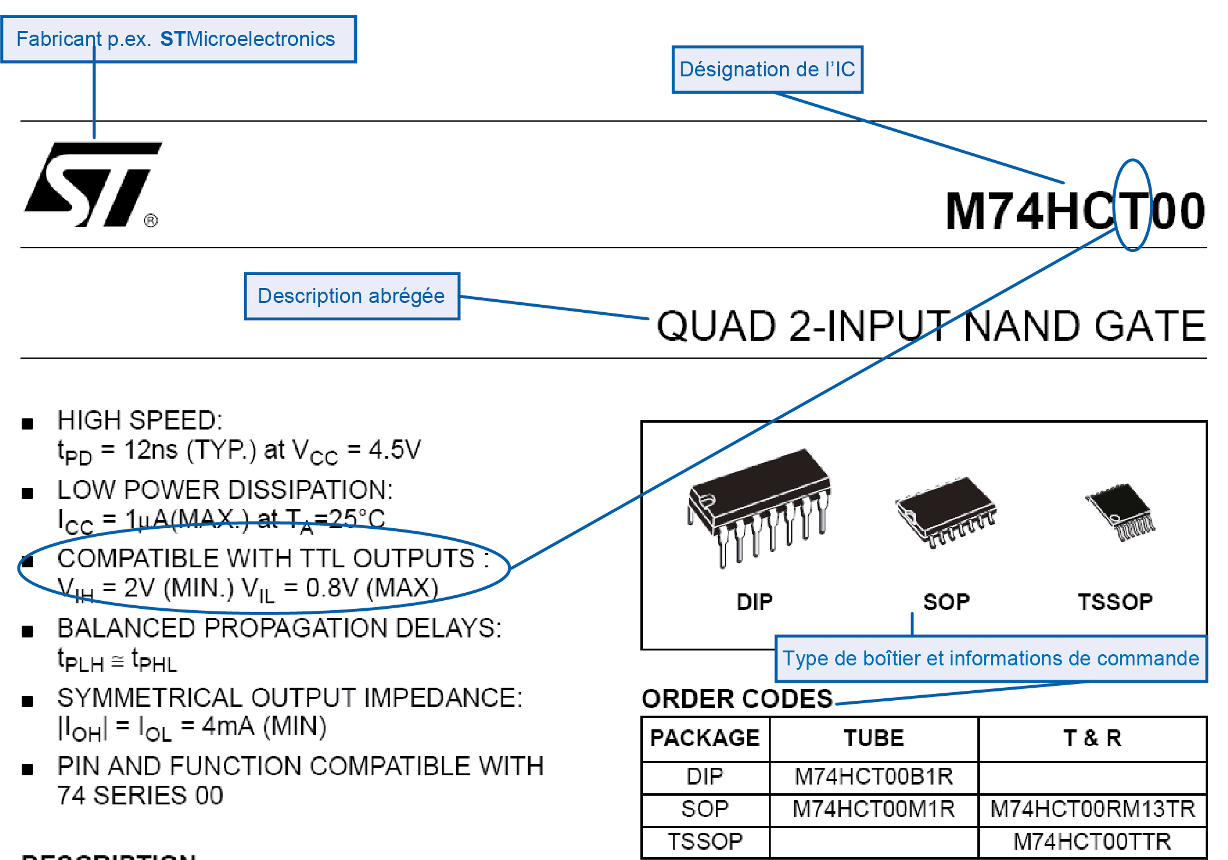 Fabricant p.ex. STMicroelectronics
Désignation de l'IC
ST
®
M74HCT00
Description abrégée
QUAD 2-INPUT NAND GATE
■ HIGH SPEED:
tPD = 12ns (TYP.) at VCC = 4.5V
■ LOW POWER DISSIPATION:
ICC = 1μA(MAX.) at TA=25°C
■ COMPATIBLE WITH TTL OUTPUTS :
VIH = 2V (MIN.) VIL = 0.8V (MAX)
■ BALANCED PROPAGATION DELAYS:
tPLH ≅ tPHL
■ SYMMETRICAL OUTPUT IMPEDANCE:
|IOH| = IOL = 4mA (MIN)
■ PIN AND FUNCTION COMPATIBLE WITH
74 SERIES 00
DESCRIPTION
DIP SOP TSSOP
Type de boîtier et informations de commande
ORDER CODES
PACKAGE TUBE T & R
DIP M74HCT00B1R
SOP M74HCT00M1R M74HCT00RM13TR
TSSOP M74HCT00TTR